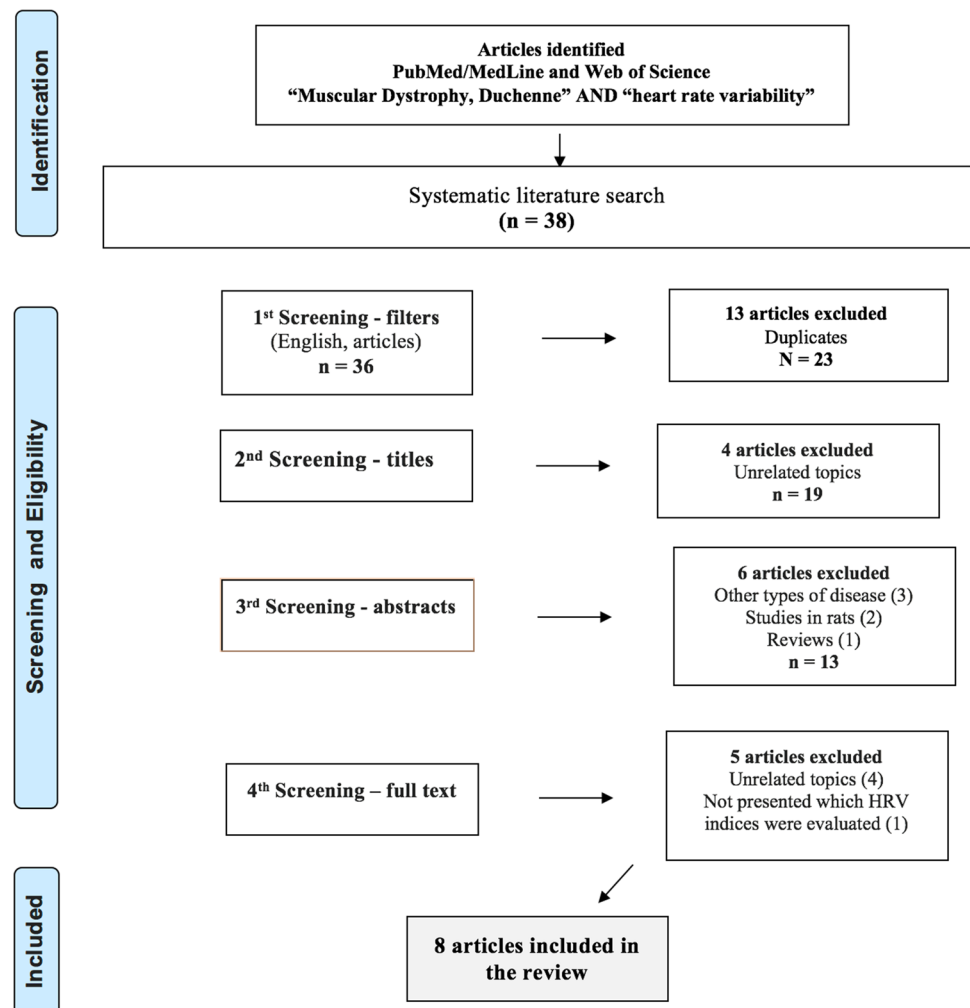 Identification
Articles identified
PubMed/MedLine and Web of Science
“Muscular Dystrophy, Duchenne” AND “heart rate variability”
Systematic literature search
(n = 38)
Screening and Eligibility
1st Screening - filters
(English, articles)
n = 36
13 articles excluded
Duplicates
N = 23
2nd Screening - titles
4 articles excluded
Unrelated topics
n = 19
3rd Screening - abstracts
6 articles excluded
Other types of disease (3)
Studies in rats (2)
Reviews (1)
n = 13
4th Screening – full text
5 articles excluded
Unrelated topics (4)
Not presented which HRV
indices were evaluated (1)
Included
8 articles included in
the review